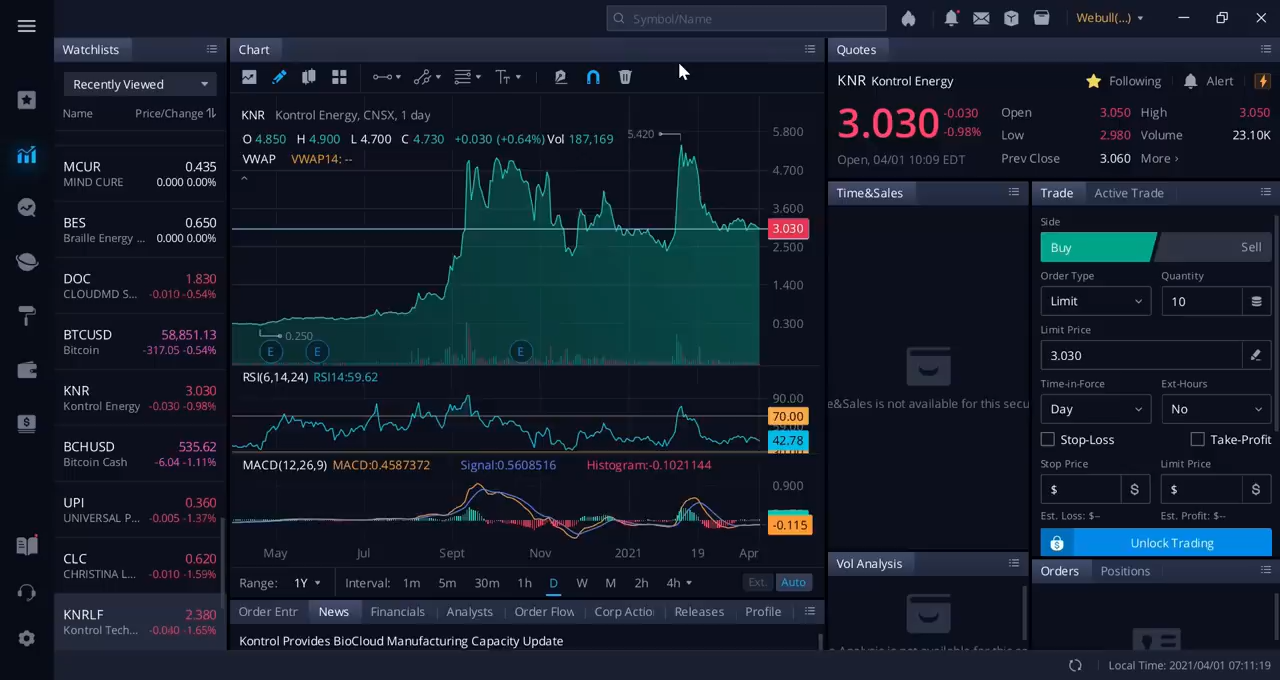 Symbol/Name
Webull(...)
Watchlists
Recently Viewed
Name Price/Change
MCUR 0.435
MIND CURE 0.000 0.00%
BES 0.650
Braille Energy ... 0.000 0.00%
DOC 1.830
CLOUDMD S... -0.010 -0.54%
BTCUSD 58,851.13
Bitcoin -317.05 -0.54%
KNR 3.030
Kontrol Energy -0.030 -0.98%
BCHUSD 535.62
Bitcoin Cash -6.04 -1.11%
UPI 0.360
UNIVERSAL P... -0.005 -1.37%
CLC 0.620
CHRISTINA L... -0.010 -1.59%
KNRLF 2.380
Kontrol Tech... -0.040 -1.65%
Chart
KNR Kontrol Energy, CNSX, 1 day
O 4.850 H 4.900 L 4.700 C 4.730 +0.030 (+0.64%) Vol 187,169
VWAP VWAP14: --
5.420
5.800
4.700
3.600
3.030
2.500
1.400
0.300
0.250
E E E
RSI(6,14,24) RSI14:59.62
90.00
70.00
42.78
MACD(12,26,9) MACD:0.4587372 Signal:0.5608516 Histogram:-0.1021144
0.900
-0.115
May Jul Sept Nov 2021 19 Apr
Range: 1Y Interval: 1m 5m 30m 1h D W M 2h 4h Ext. Auto
Order Entr News Financials Analysts Order Flow Corp Actio Releases Profile
Kontrol Provides BioCloud Manufacturing Capacity Update
Quotes
KNR Kontrol Energy Following Alert
3.030 -0.030 -0.98%
Open, 04/01 10:09 EDT
Open 3.050 High 3.050
Low 2.980 Volume 23.10K
Prev Close 3.060 More ›
Time&Sales
e&Sales is not available for this secu
Vol Analysis
Trade Active Trade
Side
Buy Sell
Order Type Quantity
Limit 10
Limit Price
3.030
Time-in-Force Ext-Hours
Day No
Stop-Loss Take-Profit
Stop Price Limit Price
$ $ $ $
Est. Loss: $-- Est. Profit: $--
Unlock Trading
Orders Positions
Local Time: 2021/04/01 07:11:19